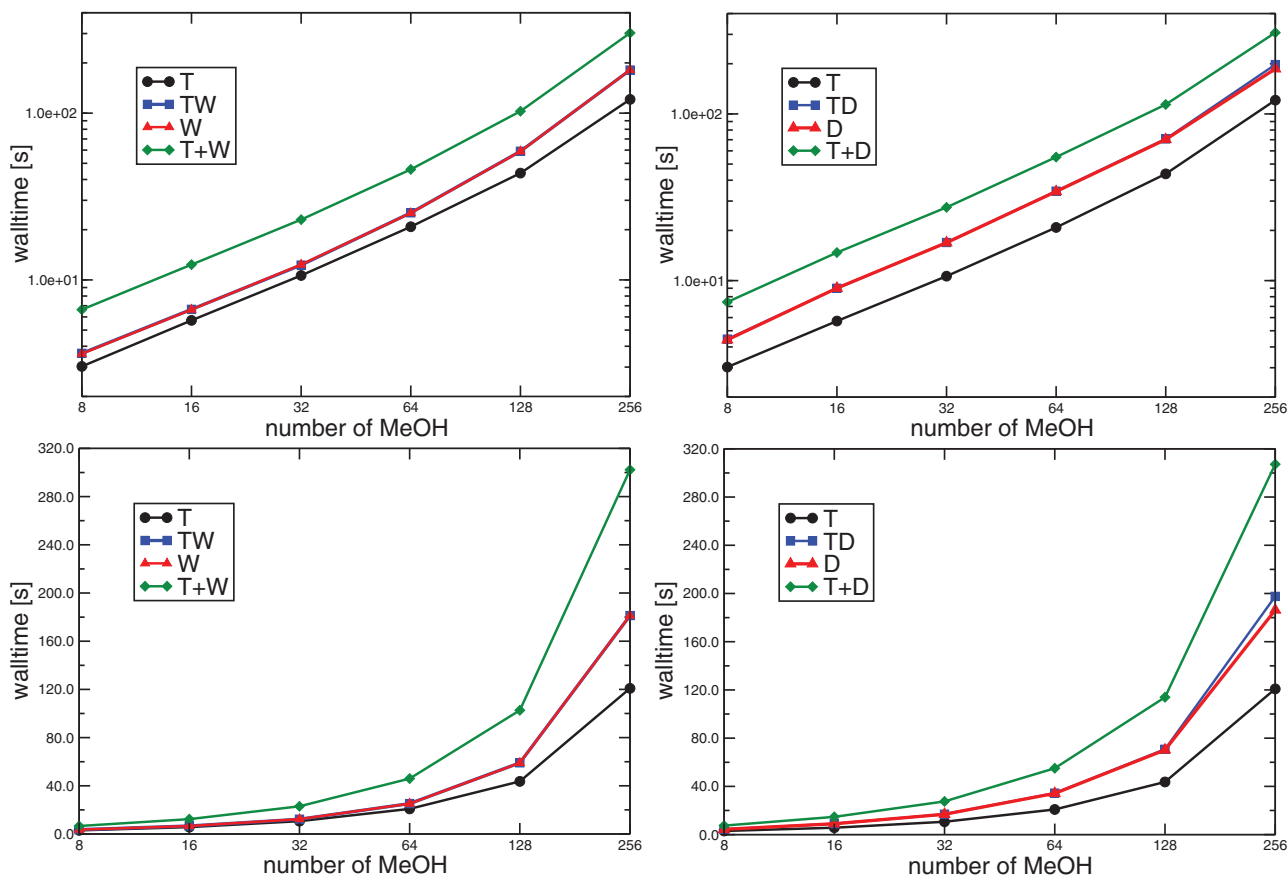 walltime [s]
1.0e+02
1.0e+01
T
TW
W
T+W
8 16 32 64 128 256
number of MeOH
walltime [s]
1.0e+02
1.0e+01
T
TD
D
T+D
8 16 32 64 128 256
number of MeOH
walltime [s]
320.0
280.0
240.0
200.0
160.0
120.0
80.0
40.0
0.0
T
TW
W
T+W
8 16 32 64 128 256
number of MeOH
walltime [s]
320.0
280.0
240.0
200.0
160.0
120.0
80.0
40.0
0.0
T
TD
D
T+D
8 16 32 64 128 256
number of MeOH